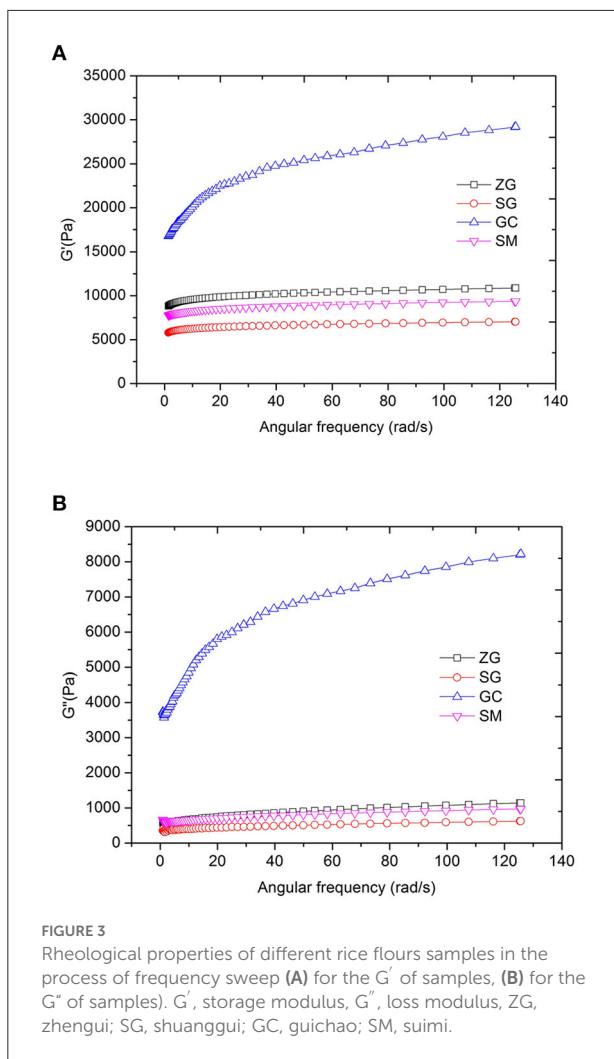 A
35000
30000
25000
20000
15000
10000
5000
0
G'(Pa)
ZG
SG
GC
SM
0 20 40 60 80 100 120 140
Angular frequency (rad/s)
B
9000
8000
7000
6000
5000
4000
3000
2000
1000
0
G"(Pa)
ZG
SG
GC
SM
0 20 40 60 80 100 120 140
Angular frequency (rad/s)
FIGURE 3
Rheological properties of different rice flours samples in the
process of frequency sweep (A) for the G′ of samples, (B) for the
G" of samples). G′, storage modulus, G″, loss modulus, ZG,
zhengui; SG, shuanggui; GC, guichao; SM, suimi.